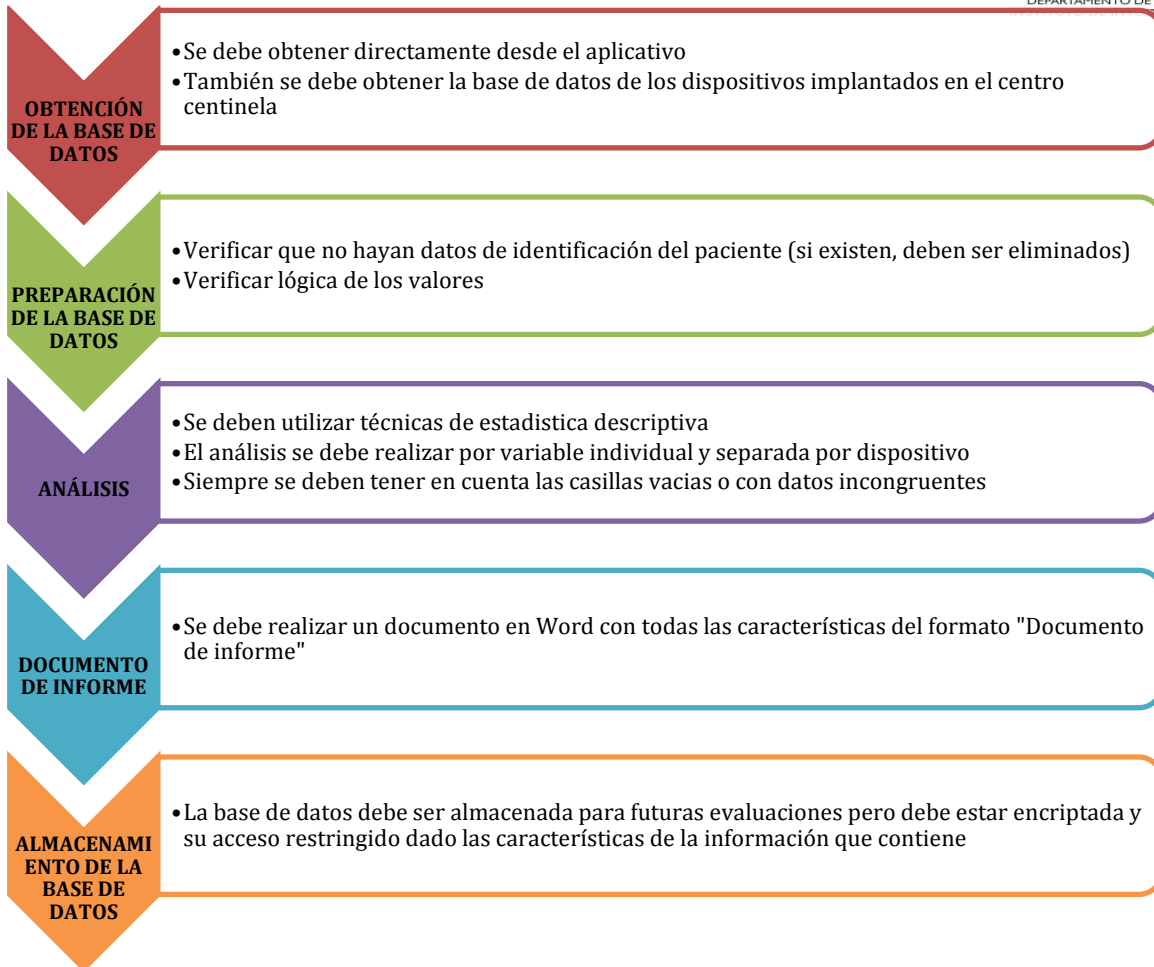 DEPARTAMENTO DE
INSTITUTO DE INVES
•Se debe obtener directamente desde el aplicativo
•También se debe obtener la base de datos de los dispositivos implantados en el centro
centinela
OBTENCIÓN
DE LA BASE DE
DATOS
•Verificar que no hayan datos de identificación del paciente (si existen, deben ser eliminados)
•Verificar lógica de los valores
PREPARACIÓN
DE LA BASE DE
DATOS
•Se deben utilizar técnicas de estadistica descriptiva
•El análisis se debe realizar por variable individual y separada por dispositivo
•Siempre se deben tener en cuenta las casillas vacias o con datos incongruentes
ANÁLISIS
•Se debe realizar un documento en Word con todas las características del formato "Documento
de informe"
DOCUMENTO
DE INFORME
•La base de datos debe ser almacenada para futuras evaluaciones pero debe estar encriptada y
su acceso restringido dado las características de la información que contiene
ALMACENAMI
ENTO DE LA
BASE DE
DATOS